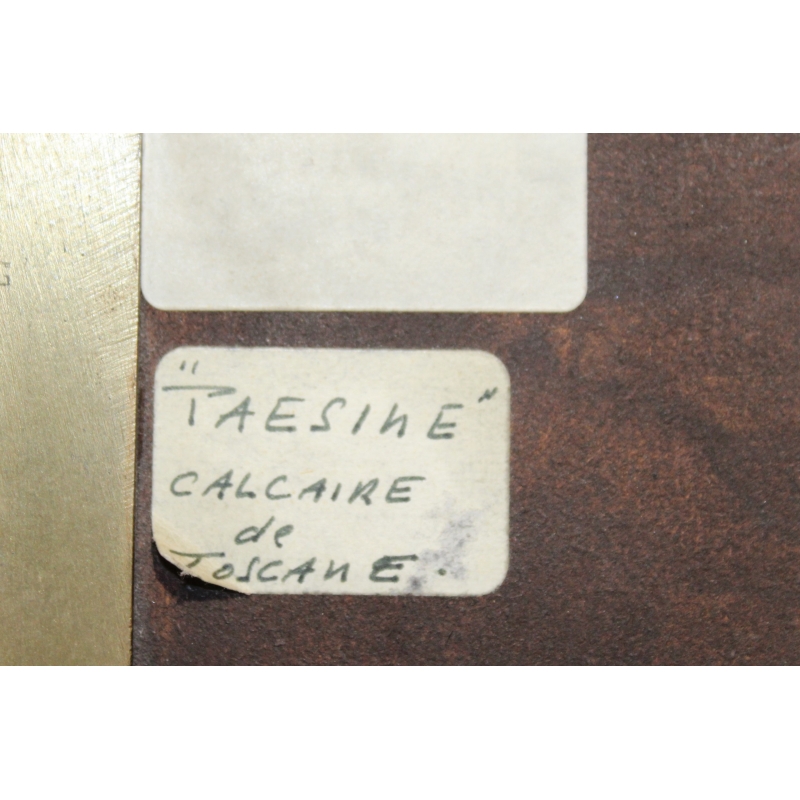 "PAESINE"
CALCAIRE
de
TOSCANE.